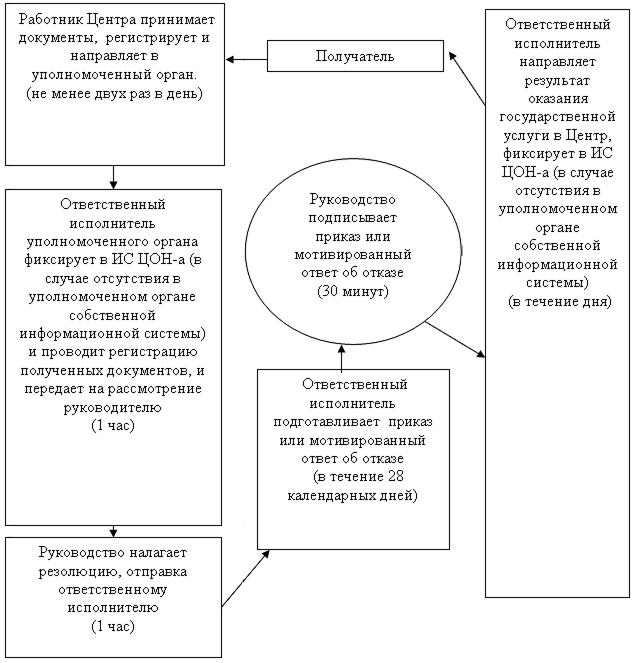 Работник Центра принимает
документы, регистрирует и
направляет в
уполномоченный орган.
(не менее двух раз в день)
Получатель
Ответственный
исполнитель
уполномоченного органа
фиксирует в ИС ЦОН-а (в
случае отсутствия в
уполномоченном органе
собственной
информационной системы)
и проводит регистрацию
полученных документов, и
передает на рассмотрение
руководителю
(1 час)
Руководство налагает
резолюцию, отправка
ответственному
исполнителю
(1 час)
Ответственный
исполнитель
подготавливает приказ
или мотивированный
ответ об отказе
(в течение 28
календарных дней)
Руководство
подписывает
приказ или
мотивированный
ответ об отказе
(30 минут)
Ответственный
исполнитель
направляет
результат
оказания
государственной
услуги в Центр,
фиксирует в ИС
ЦОН-а (в случае
отсутствия в
уполномоченном
органе
собственной
информационной
системы)
(в течение дня)